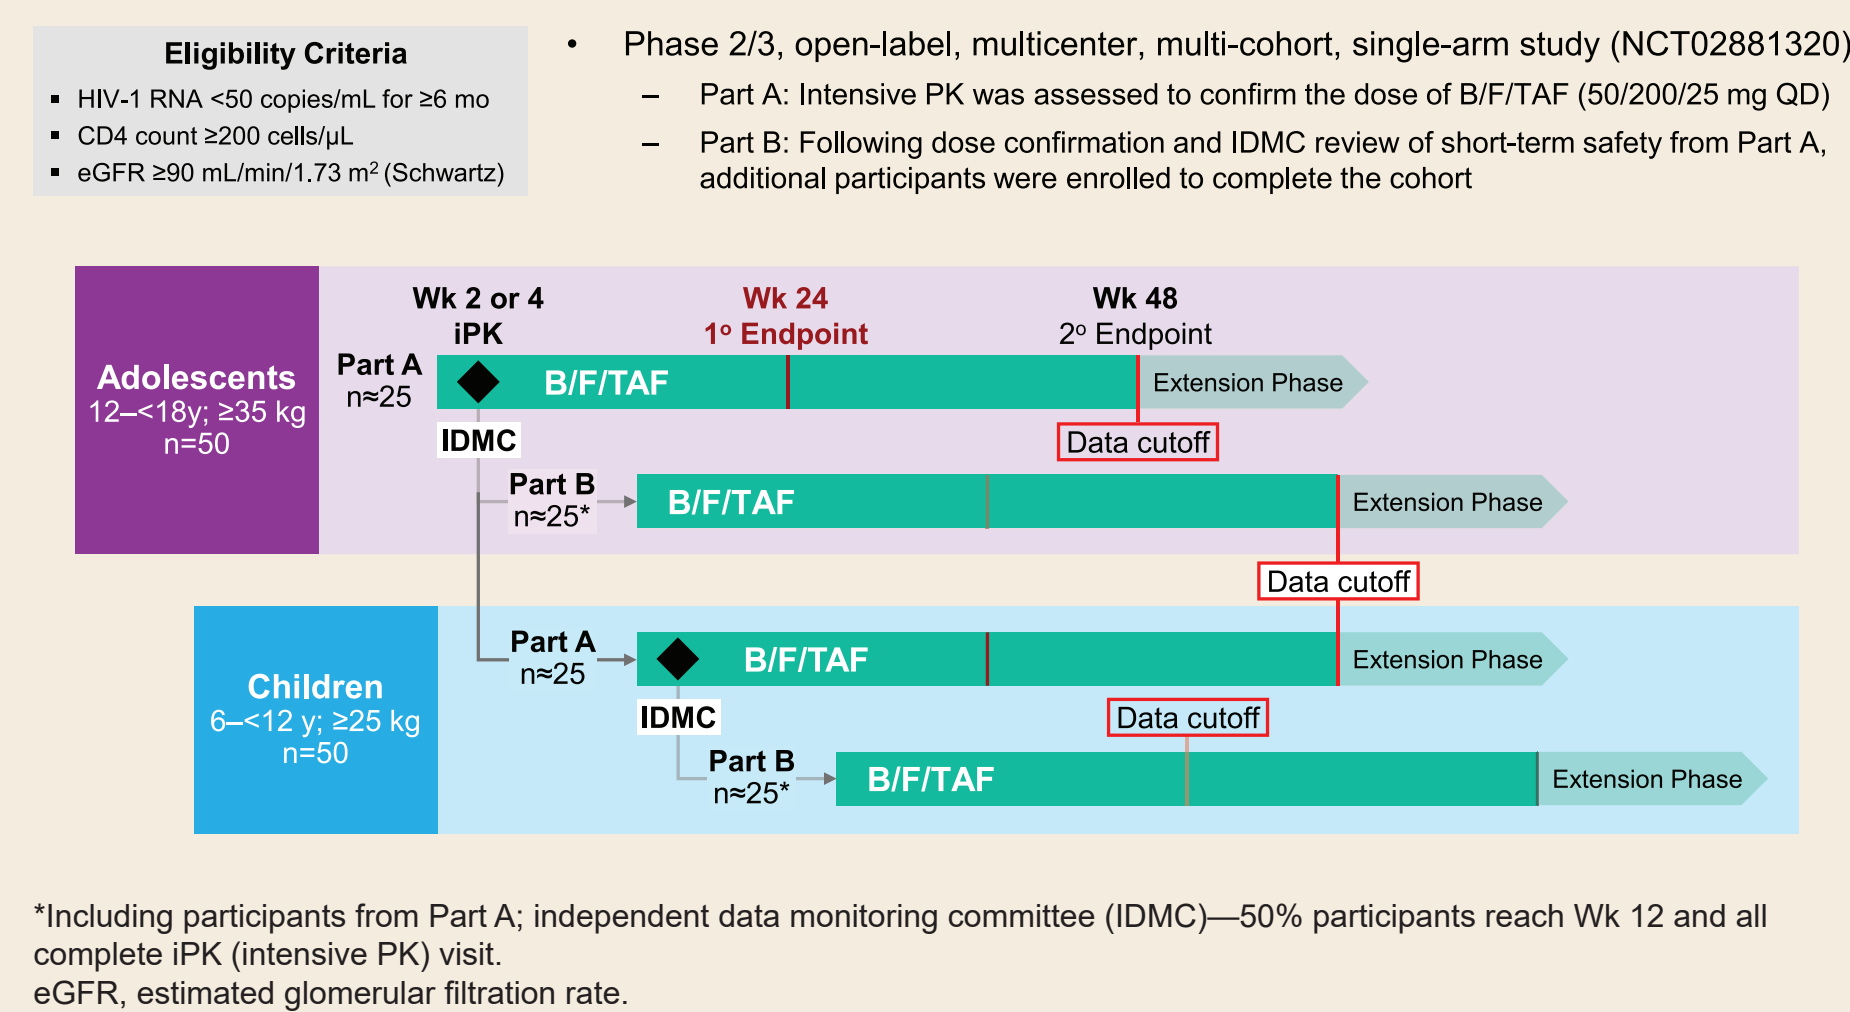 Eligibility Criteria
▪ HIV-1 RNA <50 copies/mL for ≥6 mo
▪ CD4 count ≥200 cells/µL
▪ eGFR ≥90 mL/min/1.73 m² (Schwartz)
• Phase 2/3, open-label, multicenter, multi-cohort, single-arm study (NCT02881320)
– Part A: Intensive PK was assessed to confirm the dose of B/F/TAF (50/200/25 mg QD)
– Part B: Following dose confirmation and IDMC review of short-term safety from Part A,
additional participants were enrolled to complete the cohort
Adolescents
12–<18y; ≥35 kg
n=50
Wk 2 or 4
iPK
Wk 24
1º Endpoint
Wk 48
2º Endpoint
Part A
n≈25
B/F/TAF
Extension Phase
IDMC
Data cutoff
Part B
n≈25*
B/F/TAF
Extension Phase
Data cutoff
Children
6–<12 y; ≥25 kg
n=50
Part A
n≈25
B/F/TAF
Extension Phase
IDMC
Data cutoff
Part B
n≈25*
B/F/TAF
Extension Phase
*Including participants from Part A; independent data monitoring committee (IDMC)—50% participants reach Wk 12 and all
complete iPK (intensive PK) visit.
eGFR, estimated glomerular filtration rate.